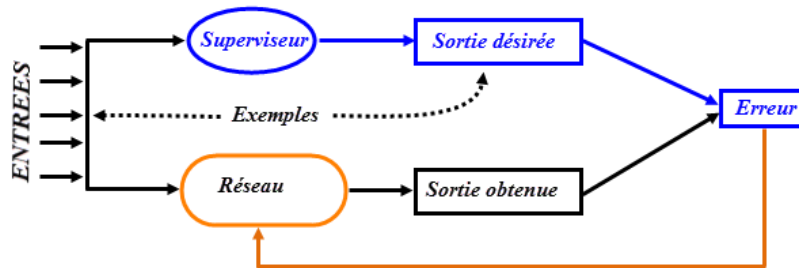 ENTREES
Superviseur
Sortie désirée
Exemples
Erreur
Réseau
Sortie obtenue